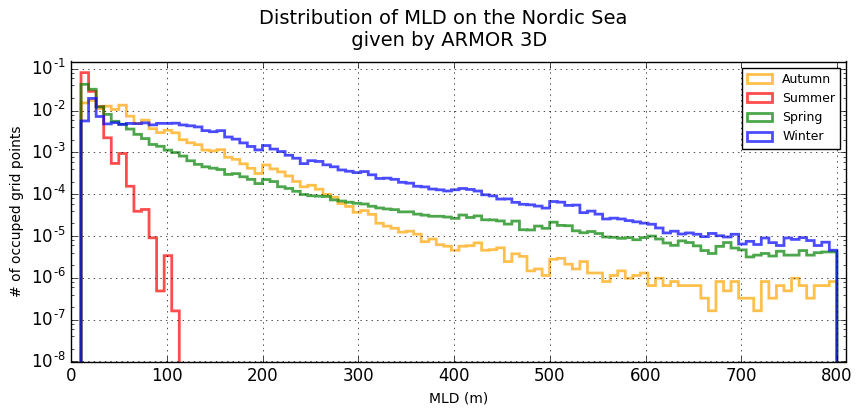 Distribution of MLD on the Nordic Sea
given by ARMOR 3D
# of occuped grid points
10^-1
10^-2
10^-3
10^-4
10^-5
10^-6
10^-7
10^-8
Autumn
Summer
Spring
Winter
0 100 200 300 400 500 600 700 800
MLD (m)